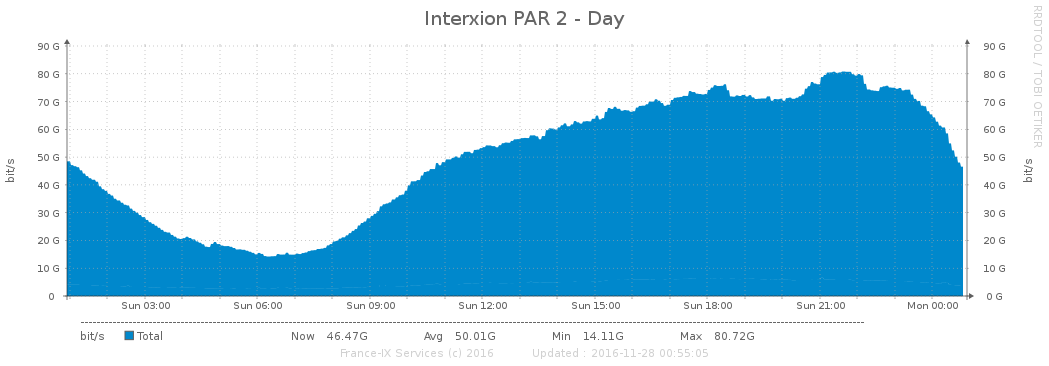 Interxion PAR 2 - Day
RRDTOOL / TOBI OETIKER
90 G 90 G
80 G 80 G
70 G 70 G
60 G 60 G
50 G 50 G
40 G 40 G
30 G 30 G
20 G 20 G
10 G 10 G
0 0 G
bit/s bit/s
Sun 03:00 Sun 06:00 Sun 09:00 Sun 12:00 Sun 15:00 Sun 18:00 Sun 21:00 Mon 00:00
bit/s Total Now 46.47G Avg 50.01G Min 14.11G Max 80.72G
France-IX Services (c) 2016 Updated : 2016-11-28 00:55:05